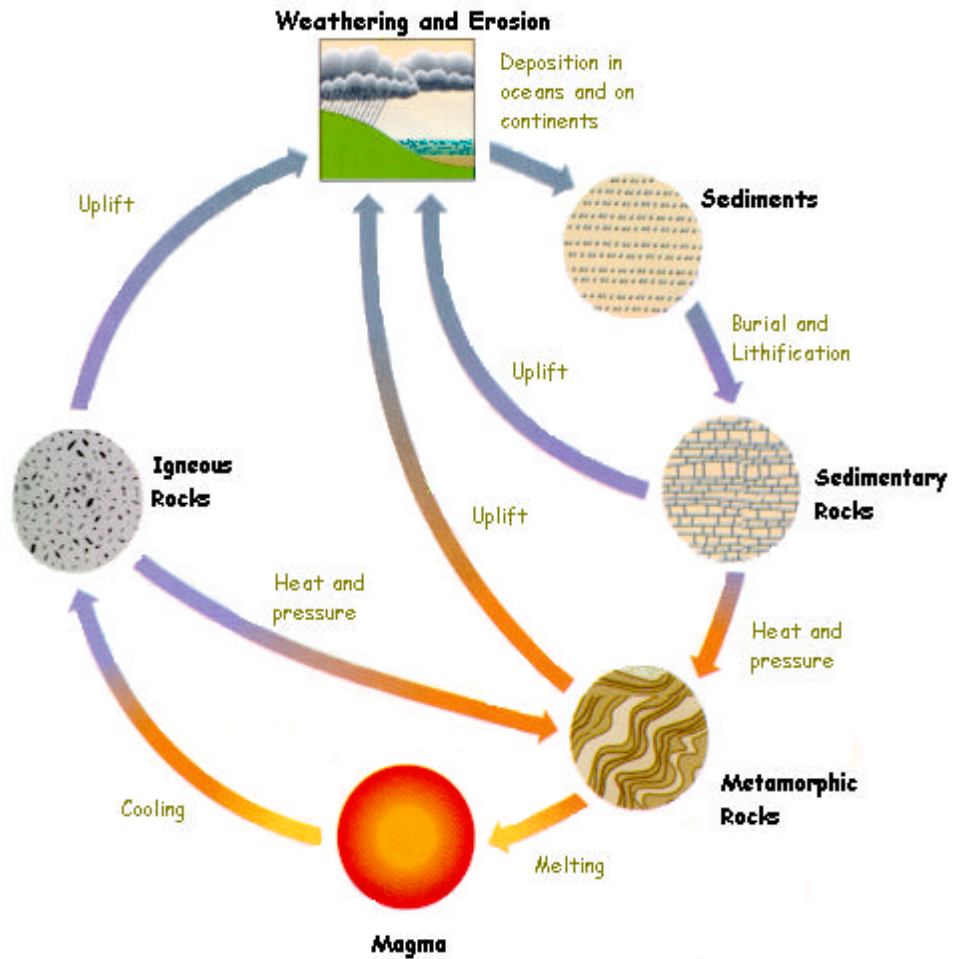 Weathering and Erosion
Deposition in
oceans and on
continents
Uplift
Sediments
Burial and
Lithification
Uplift
Igneous
Rocks
Sedimentary
Rocks
Uplift
Heat and
pressure
Heat and
pressure
Metamorphic
Rocks
Cooling
Melting
Magma